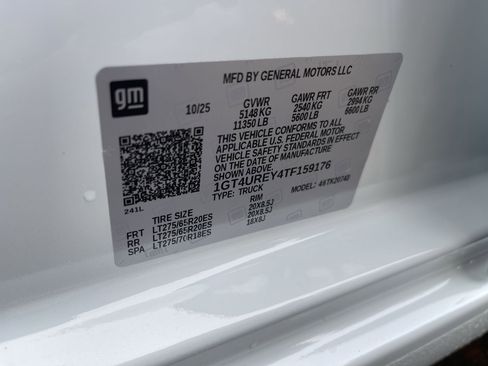 gm
MFD BY GENERAL MOTORS LLC
10/25 GVWR GAWR FRT GAWR RR
5148 KG 2540 KG 2994 KG
11350 LB 5600 LB 6600 LB
THIS VEHICLE CONFORMS TO ALL
APPLICABLE U.S. FEDERAL MOTOR
VEHICLE SAFETY STANDARDS IN EFFECT
ON THE DATE OF MANUFACTURE SHOWN ABOVE.
1GT4UREY4TF159176
TYPE: TRUCK MODEL:
241L
TIRE SIZE RIM
FRT LT275/65R20ES 20X8.5J
RR LT275/65R20ES 20X8.5J
SPA LT275/70R18ES 18X8J